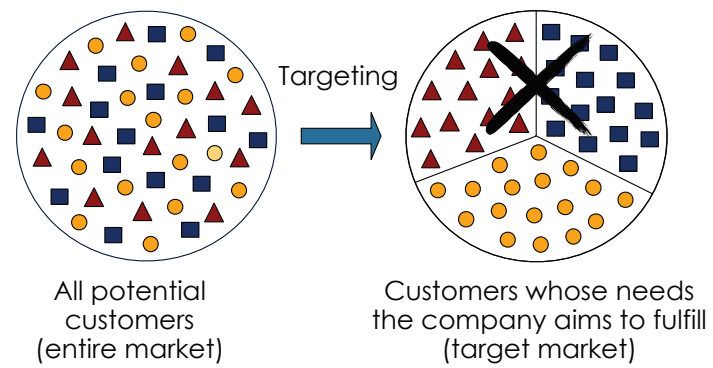 Targeting
All potential
customers
(entire market)
Customers whose needs
the company aims to fulfill
(target market)